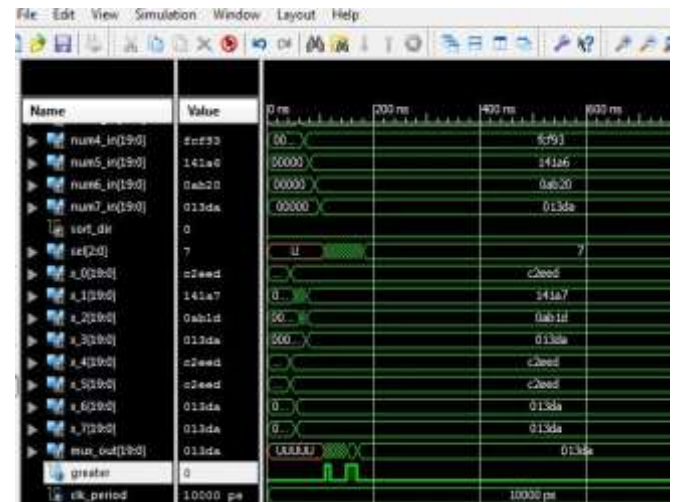 File Edit View Simulation Window Layout Help
Name Value 0 ns 200 ns 400 ns 600 ns
num4_in[19:0] fcf93 00... fcf93
num5_in[19:0] 141a6 00000 141a6
num6_in[19:0] 0ab20 00000 0ab20
num7_in[19:0] 013da 00000 013da
sort_dir 0
sel[2:0] 7 U 7
x_0[19:0] c2eed ... c2eed
x_1[19:0] 141a7 0... 141a7
x_2[19:0] 0ab1d 00... 0ab1d
x_3[19:0] 013da 000... 013da
x_4[19:0] c2eed ... c2eed
x_5[19:0] c2eed ... c2eed
x_6[19:0] 013da 0... 013da
x_7[19:0] 013da 0... 013da
mux_out[19:0] 013da UUUUU 013da
greater 0
clk_period 10000 ps 10000 ps